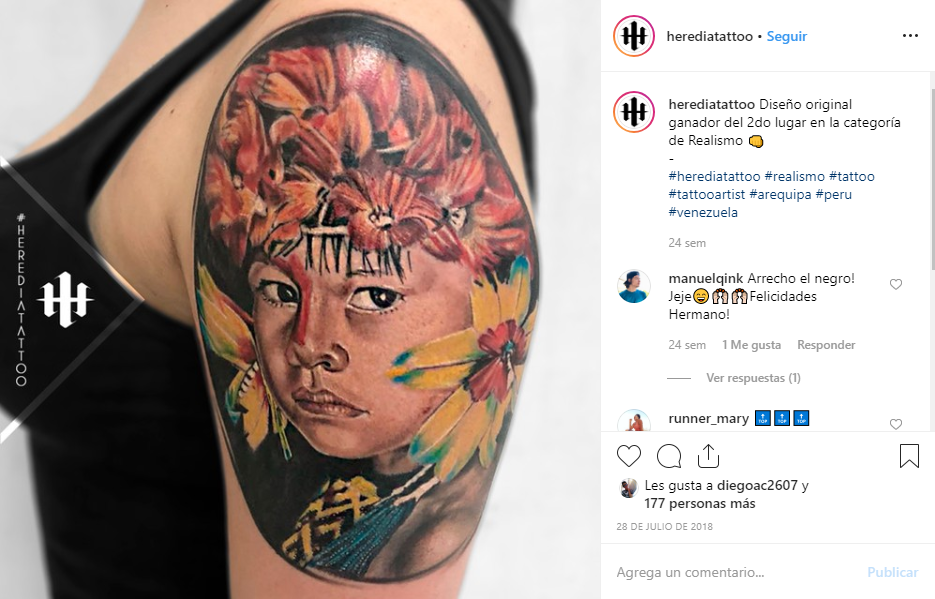 #HEREDIATATTOO
herediatattoo • Seguir
herediatattoo Diseño original
ganador del 2do lugar en la categoría
de Realismo
-
#herediatattoo #realismo #tattoo
#tattooartist #arequipa #peru
#venezuela
24 sem
manuelqink Arrecho el negro!
Jeje😄🙌🙌Felicidades
Hermano!
24 sem 1 Me gusta Responder
Ver respuestas (1)
runner_mary 🔝🔝🔝
Les gusta a diegoac2607 y
177 personas más
28 DE JULIO DE 2018
Agrega un comentario... Publicar